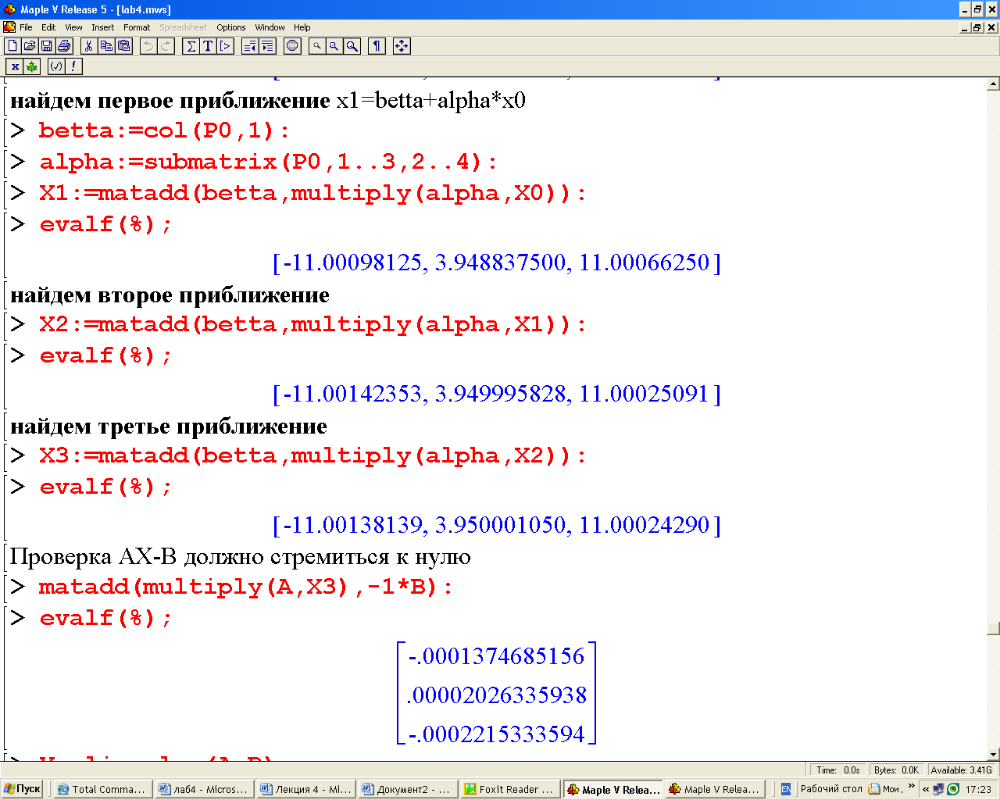 Maple V Release 5 - [lab4.mws]
File Edit View Insert Format Spreadsheet Options Window Help
найдем первое приближение x1=betta+alpha*x0
> betta:=col(P0,1):
> alpha:=submatrix(P0,1..3,2..4):
> X1:=matadd(betta,multiply(alpha,X0)):
> evalf(%);
[-11.00098125, 3.948837500, 11.00066250]
найдем второе приближение
> X2:=matadd(betta,multiply(alpha,X1)):
> evalf(%);
[-11.00142353, 3.949995828, 11.00025091]
найдем третье приближение
> X3:=matadd(betta,multiply(alpha,X2)):
> evalf(%);
[-11.00138139, 3.950001050, 11.00024290]
Проверка AX-B должно стремиться к нулю
> matadd(multiply(A,X3),-1*B):
> evalf(%);
-.0001374685156
.00002026335938
-.0002215333594
Time: 0.0s Bytes: 0.0K Available: 3.41G
Пуск Total Comma... лаб4 - Micros... Лекция 4 - Mi... Документ2 - ... Foxit Reader ... Maple V Relea... Maple V Relea... EN Рабочий стол Мои. » « 17:23